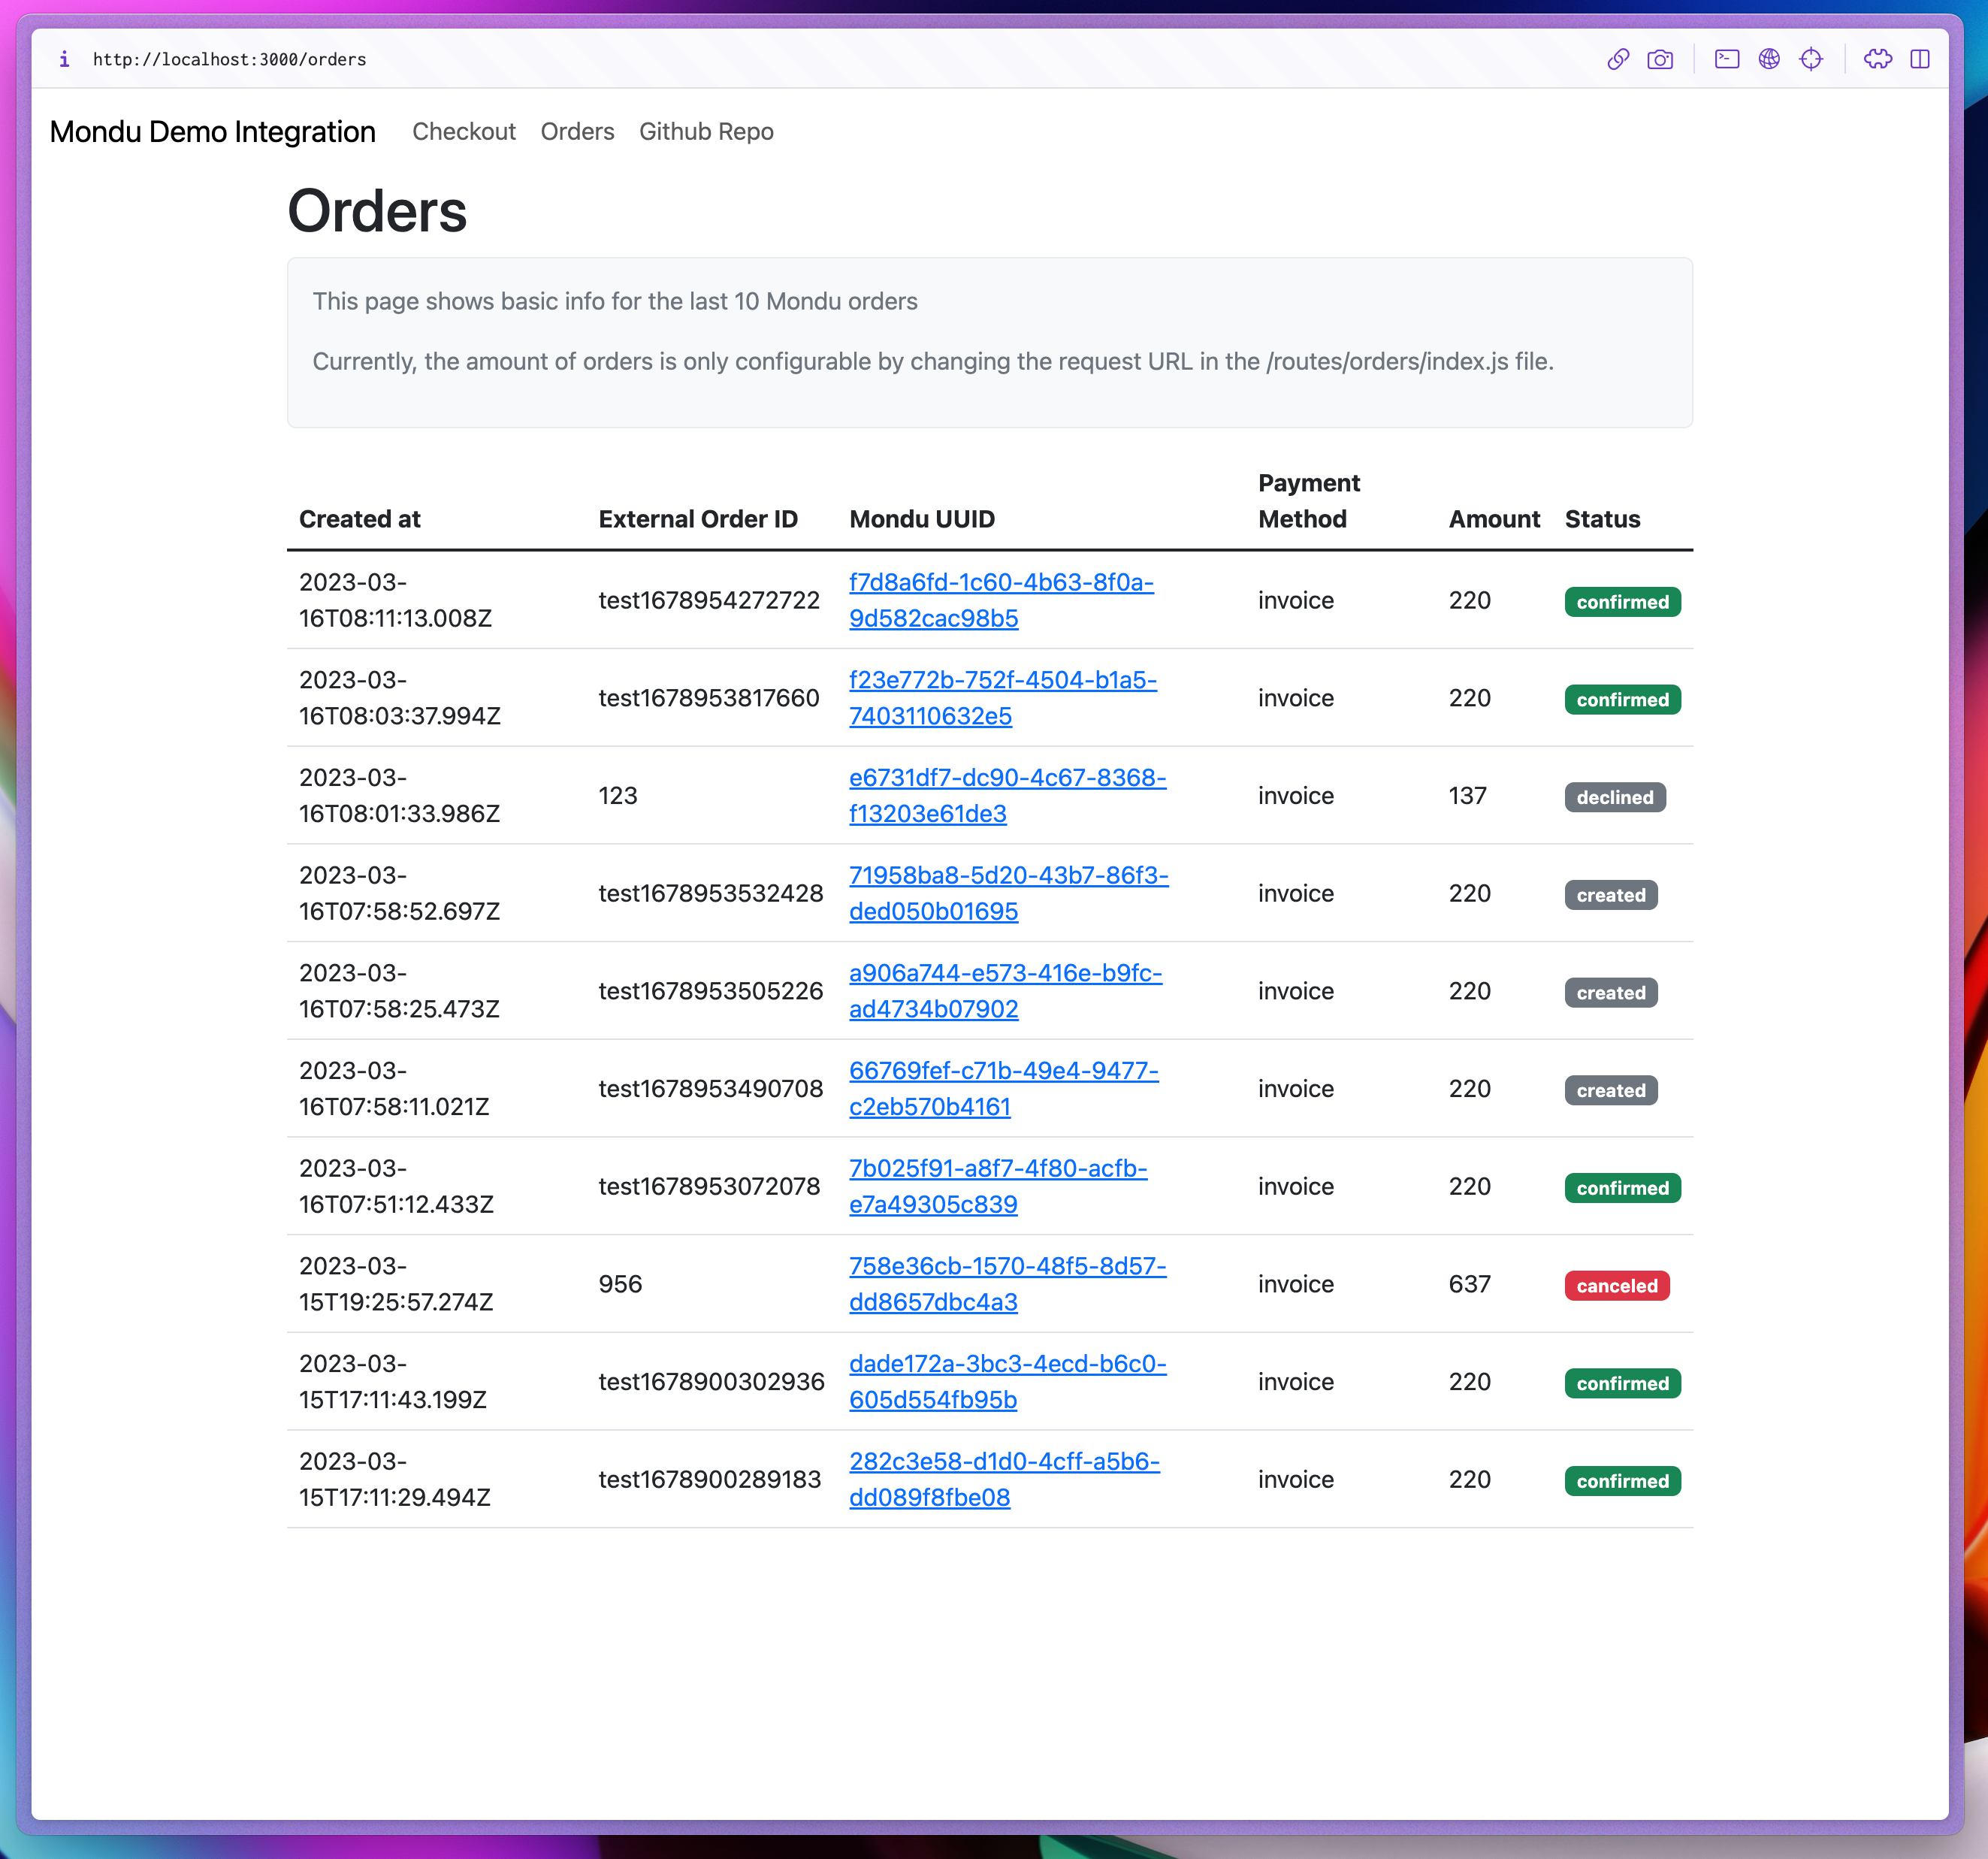 i http://localhost:3000/orders
Mondu Demo Integration Checkout Orders Github Repo
Orders
This page shows basic info for the last 10 Mondu orders
Currently, the amount of orders is only configurable by changing the request URL in the /routes/orders/index.js file.
Payment
Created at External Order ID Mondu UUID Method Amount Status
2023-03- f7d8a6fd-1c60-4b63-8f0a-
test1678954272722 invoice 220 confirmed
16T08:11:13.008Z 9d582cac98b5
2023-03- f23e772b-752f-4504-b1a5-
test1678953817660 invoice 220 confirmed
16T08:03:37.994Z 7403110632e5
2023-03- e6731df7-dc90-4c67-8368-
123 invoice 137 declined
16T08:01:33.986Z f13203e61de3
2023-03- 71958ba8-5d20-43b7-86f3-
test1678953532428 invoice 220 created
16T07:58:52.697Z ded050b01695
2023-03- a906a744-e573-416e-b9fc-
test1678953505226 invoice 220 created
16T07:58:25.473Z ad4734b07902
2023-03- 66769fef-c71b-49e4-9477-
test1678953490708 invoice 220 created
16T07:58:11.021Z c2eb570b4161
2023-03- 7b025f91-a8f7-4f80-acfb-
test1678953072078 invoice 220 confirmed
16T07:51:12.433Z e7a49305c839
2023-03- 758e36cb-1570-48f5-8d57-
956 invoice 637 canceled
15T19:25:57.274Z dd8657dbc4a3
2023-03- dade172a-3bc3-4ecd-b6c0-
test1678900302936 invoice 220 confirmed
15T17:11:43.199Z 605d554fb95b
2023-03- 282c3e58-d1d0-4cff-a5b6-
test1678900289183 invoice 220 confirmed
15T17:11:29.494Z dd089f8fbe08